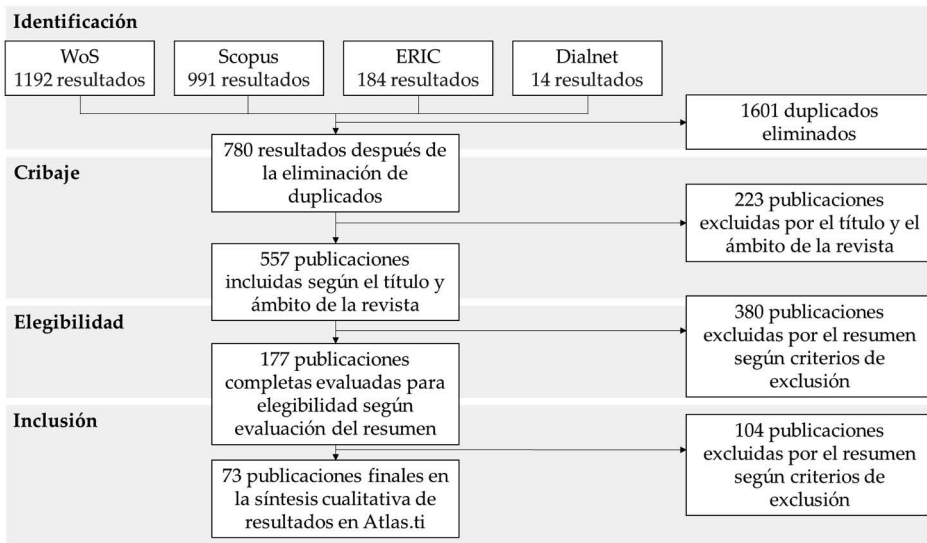 Identificación
WoS
1192 resultados
Scopus
991 resultados
ERIC
184 resultados
Dialnet
14 resultados
1601 duplicados
eliminados
780 resultados después de
la eliminación de
duplicados
Cribaje
223 publicaciones
excluidas por el título y el
ámbito de la revista
557 publicaciones
incluidas según el título y
ámbito de la revista
Elegibilidad
380 publicaciones
excluidas por el resumen
según criterios de
exclusión
177 publicaciones
completas evaluadas para
elegibilidad según
evaluación del resumen
Inclusión
104 publicaciones
excluidas por el resumen
según criterios de
exclusión
73 publicaciones finales en
la síntesis cualitativa de
resultados en Atlas.ti